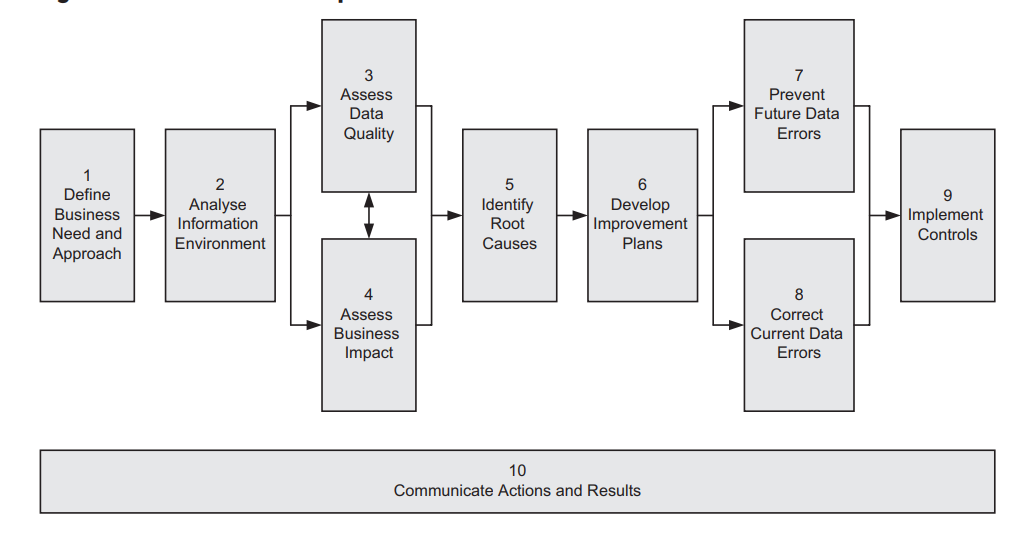 1
Define
Business
Need and
Approach
2
Analyse
Information
Environment
3
Assess
Data
Quality
4
Assess
Business
Impact
5
Identify
Root
Causes
6
Develop
Improvement
Plans
7
Prevent
Future Data
Errors
8
Correct
Current Data
Errors
9
Implement
Controls
10
Communicate Actions and Results